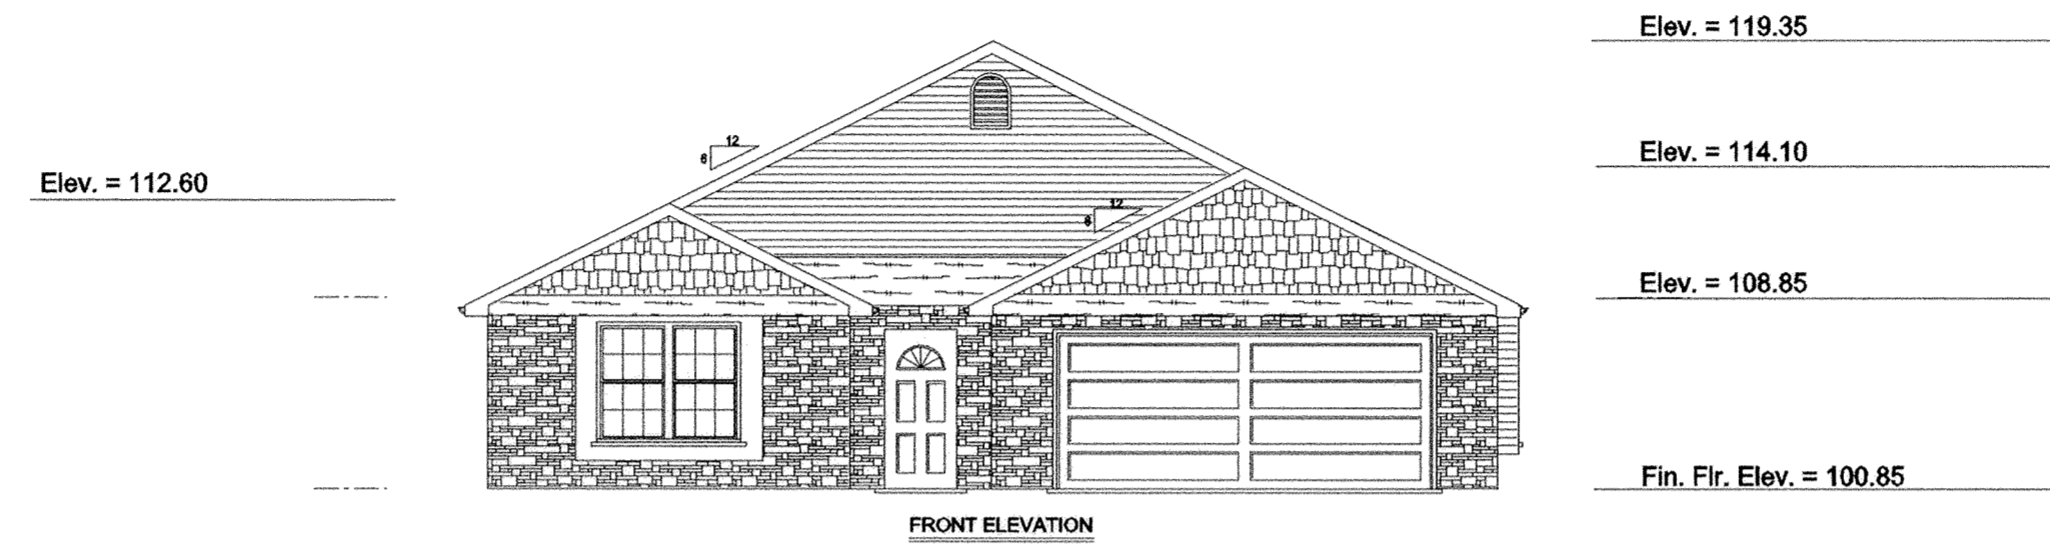 Elev. = 119.35
12
6
Elev. = 114.10
Elev. = 112.60
12
6
Elev. = 108.85
Fin. Flr. Elev. = 100.85
FRONT ELEVATION